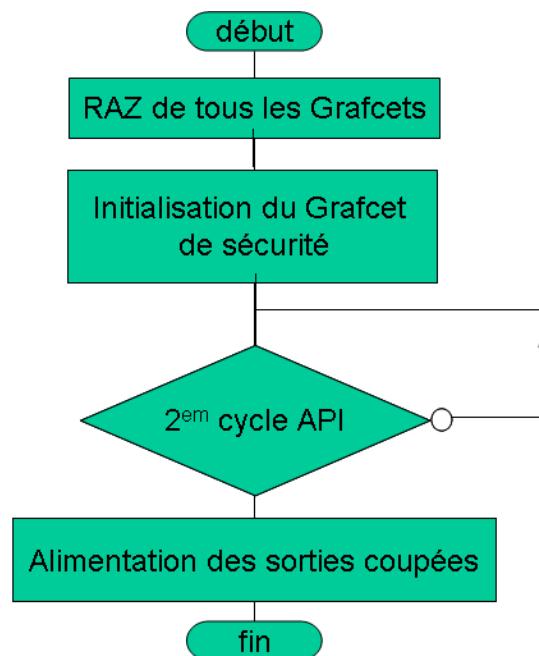 début
RAZ de tous les Grafcets
Initialisation du Grafcet
de sécurité
2em cycle API
Alimentation des sorties coupées
fin